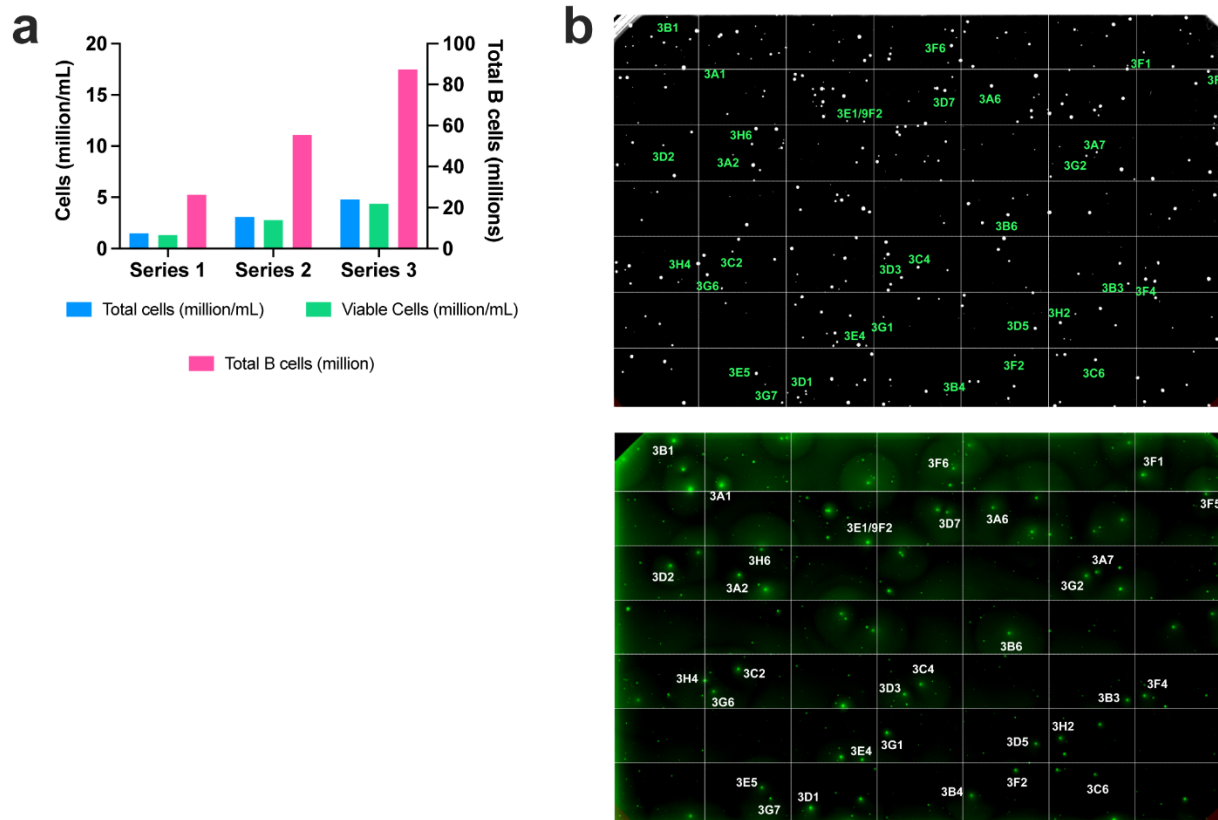 a
20
15
10
5
0
Cells (million/mL)
100
80
60
40
20
0
Total B cells (millions)
Series 1 Series 2 Series 3
Total cells (million/mL) Viable Cells (million/mL)
Total B cells (million)
b
3B1
3F6
3F1
3A1
3F
3D7
3A6
3E1/9F2
3H6
3D2
3A2
3A7
3G2
3B6
3H4
3C2
3G6
3D3
3C4
3B3
3F4
3H2
3G1
3E4
3D5
3F2
3C6
3E5
3G7
3D1
3B4
3B1
3F6
3F1
3A1
3F5
3E1/9F2
3D7
3A6
3H6
3D2
3A2
3A7
3G2
3B6
3H4
3C2
3G6
3C4
3D3
3B3
3F4
3H2
3G1
3E4
3D5
3F2
3C6
3E5
3G7
3D1
3B4